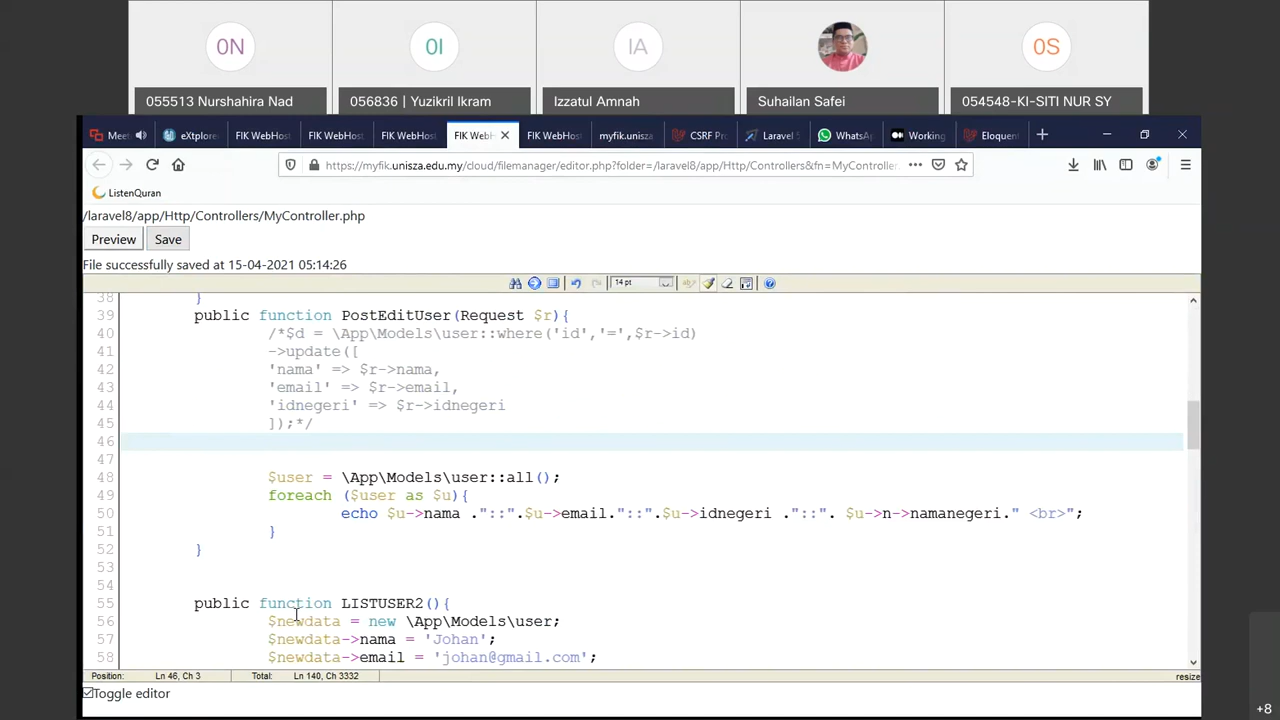 0N
0I
IA
0S
055513 Nurshahira Nad
056836 | Yuzikril Ikram
Izzatul Amnah
Suhailan Safei
054548-KI-SITI NUR SY
Meet
eXplore
FIK WebHost
FIK WebHost
FIK WebHost
FIK WebH
FIK WebHost
myfik.unisza
CSRF Pro
Laravel
WhatsA
Working
Eloquent
https://myfik.unisza.edu.my/cloud/filemanager/editor.php?folder=/laravel8/app/Http/Controllers&fn=MyController.
ListenQuran
/laravel8/app/Http/Controllers/MyController.php
Preview
Save
File successfully saved at 15-04-2021 05:14:26
14 pt
38 }
39 public function PostEditUser(Request $r){
40 /*$d = \App\Models\user::where('id','=',$r->id)
41 ->update([
42 'nama' => $r->nama,
43 'email' => $r->email,
44 'idnegeri' => $r->idnegeri
45 ]);*/
46
47
48 $user = \App\Models\user::all();
49 foreach ($user as $u){
50 echo $u->nama ."::".$u->email."::".$u->idnegeri ."::". $u->n->namanegeri." <br>";
51 }
52 }
53
54
55 public function LISTUSER2(){
56 $newdata = new \App\Models\user;
57 $newdata->nama = 'Johan';
58 $newdata->email = 'johan@gmail.com';
Position: Ln 46, Ch 3 Total: Ln 140, Ch 3332
resize
Toggle editor
+8